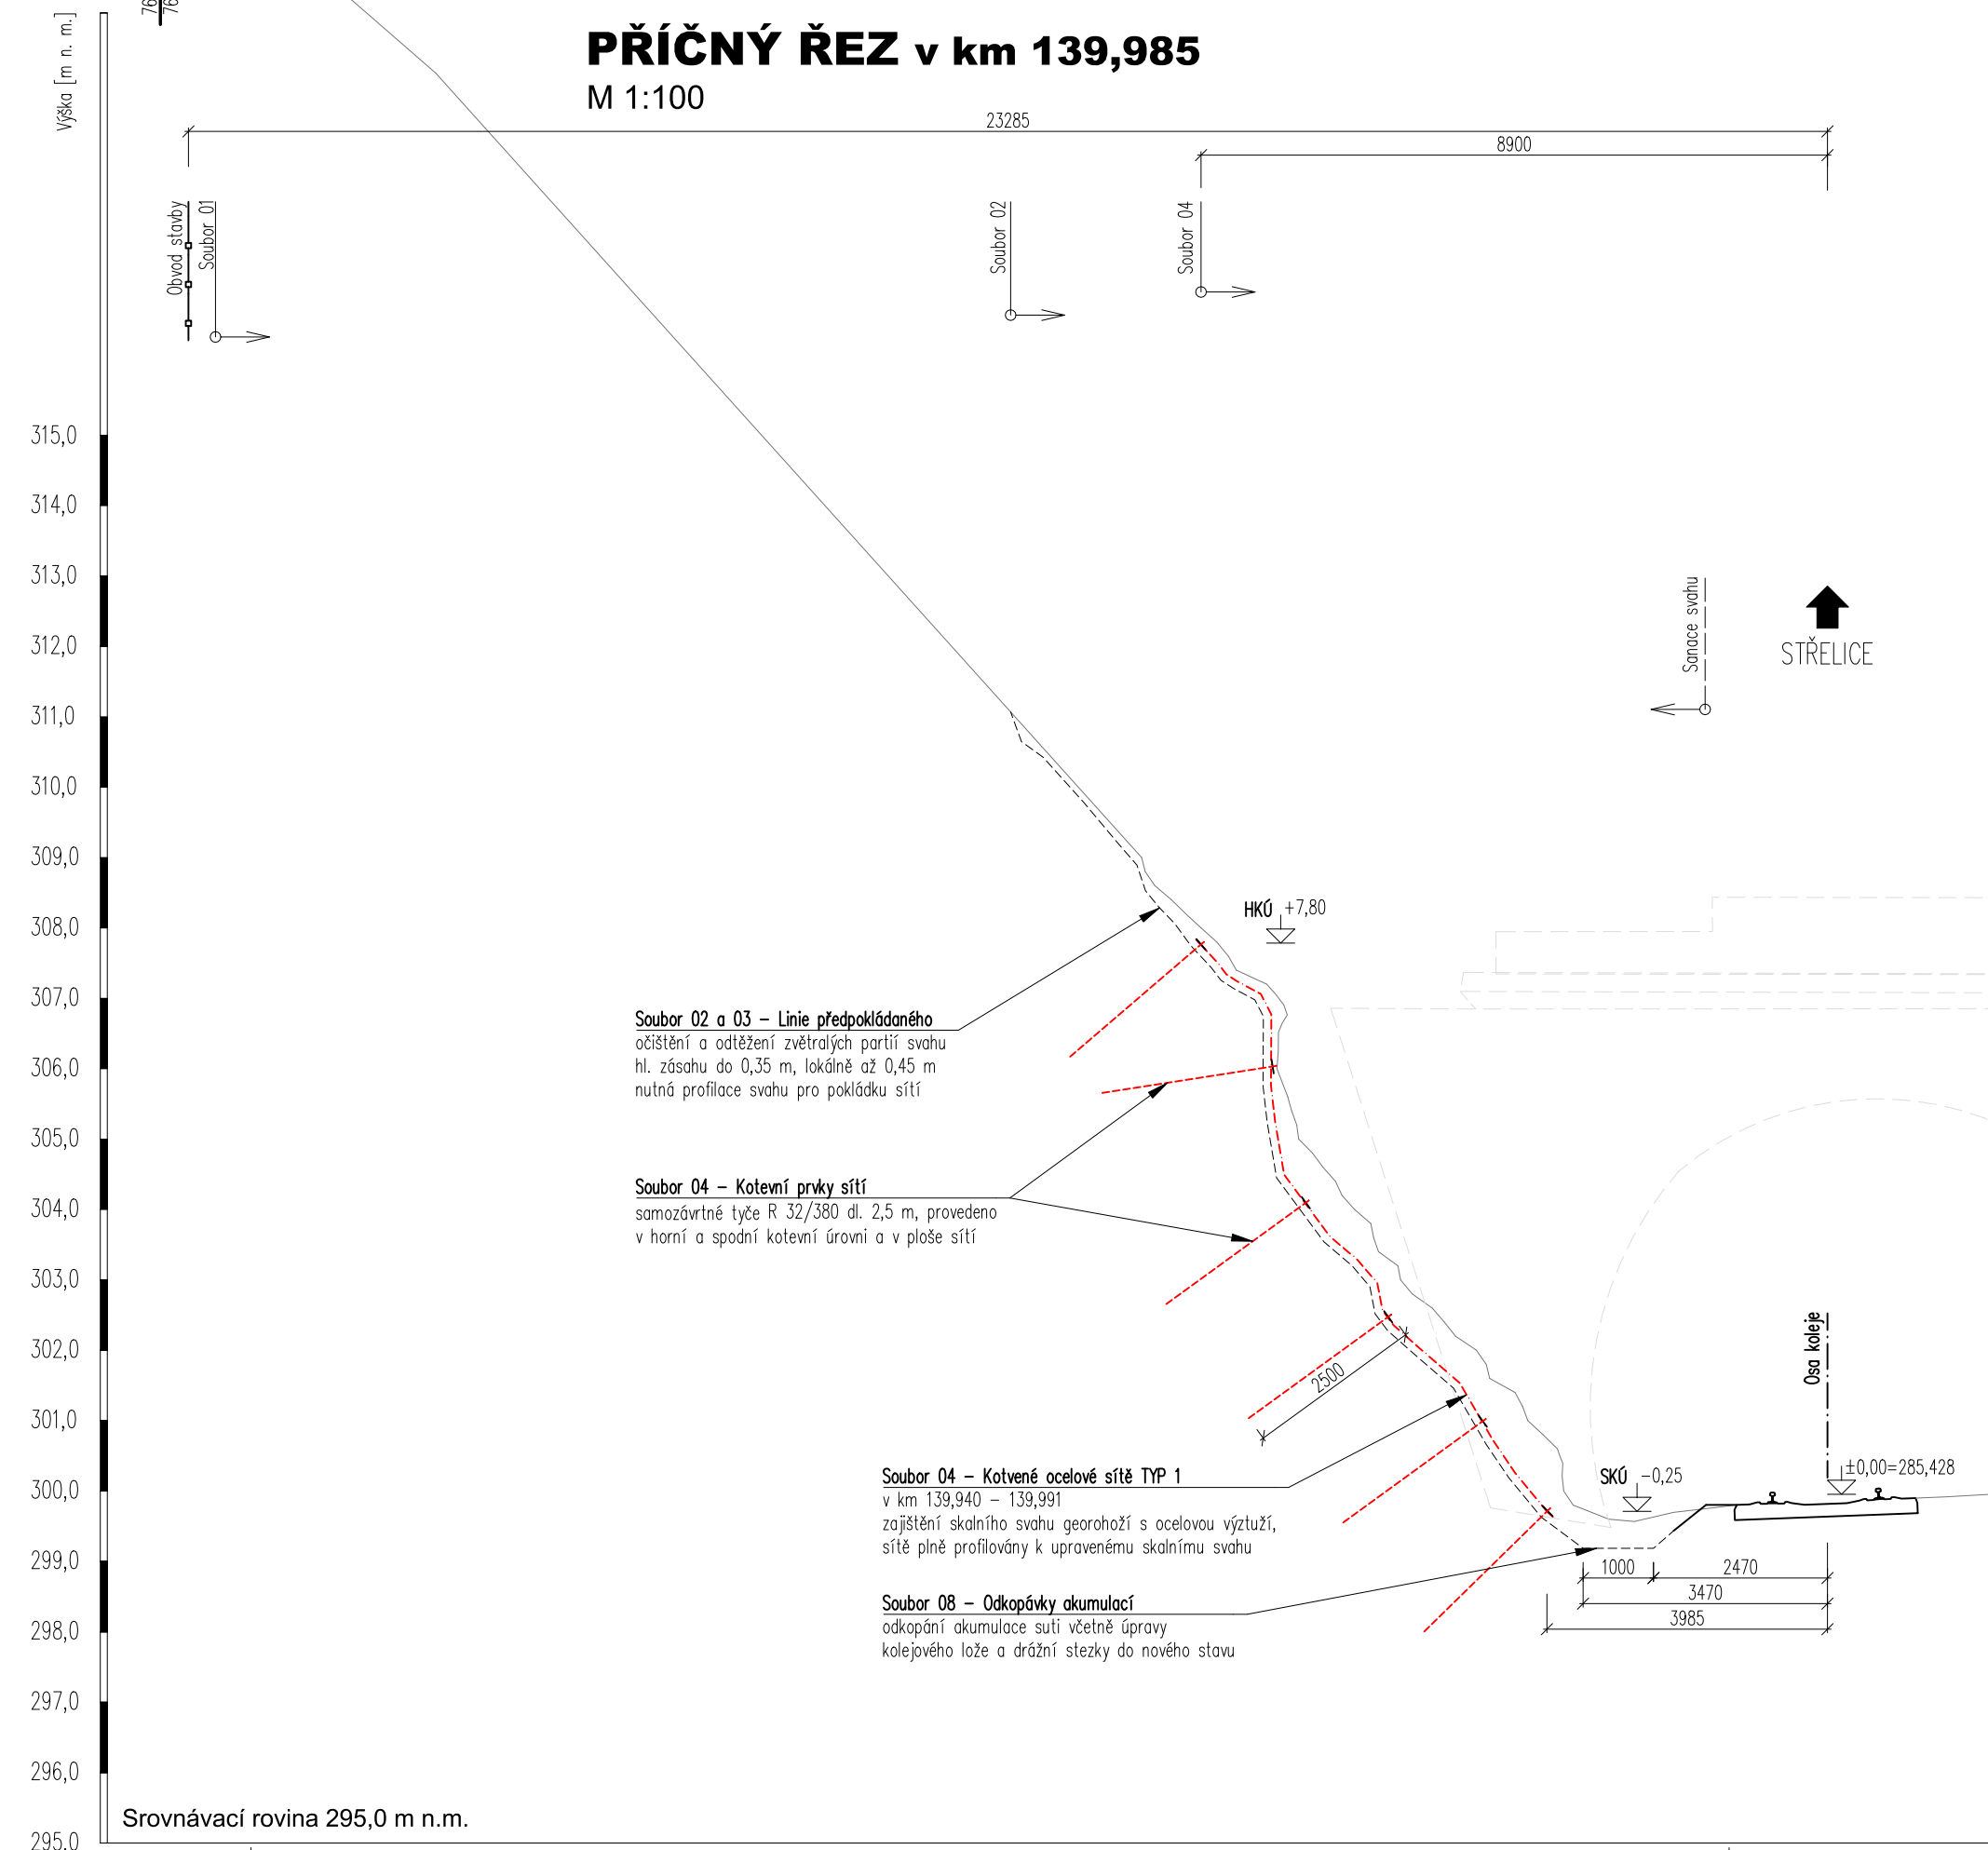 PŘÍČNÝ ŘEZ v km 139,985
M 1:100
Výška [m n. m.]
23285
8900
Obvod stavby
Soubor 01
Soubor 02
Soubor 04
315,0
314,0
313,0
312,0
311,0
310,0
309,0
308,0
307,0
306,0
305,0
304,0
303,0
302,0
301,0
300,0
299,0
298,0
297,0
296,0
295.0
Sanace svahu
STŘELICE
HKÚ +7,80
Soubor 02 a 03 – Linie předpokládaného
očištění a odtěžení zvětralých partií svahu
hl. zásahu do 0,35 m, lokálně až 0,45 m
nutná profilace svahu pro pokládku sítí
Soubor 04 – Kotevní prvky sítí
samozávrtné tyče R 32/380 dl. 2,5 m, provedeno
v horní a spodní kotevní úrovni a v ploše sítí
2500
Osa koleje
±0,00=285,428
SKÚ -0,25
Soubor 04 – Kotvené ocelové sítě TYP 1
v km 139,940 – 139,991
zajištění skalního svahu georohoží s ocelovou výztuží,
sítě plně profilovány k upravenému skalnímu svahu
Soubor 08 – Odkopávky akumulací
odkopání akumulace suti včetně úpravy
kolejového lože a drážní stezky do nového stavu
1000
2470
3470
3985
Srovnávací rovina 295,0 m n.m.